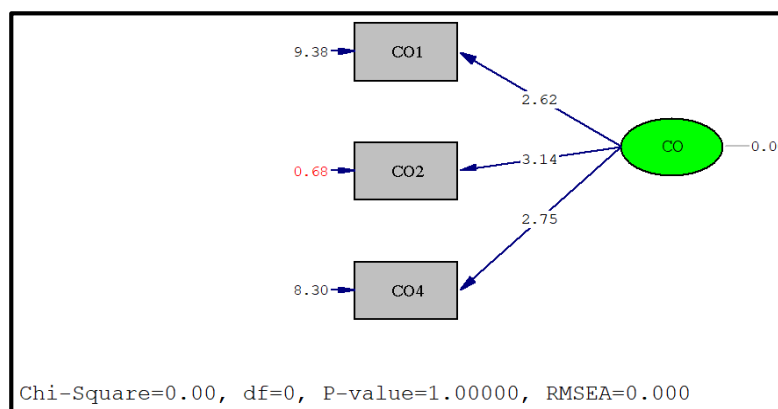 9.38 CO1
2.62
CO 0.0
0.68 CO2 3.14
2.75
8.30 CO4
Chi-Square=0.00, df=0, P-value=1.00000, RMSEA=0.000